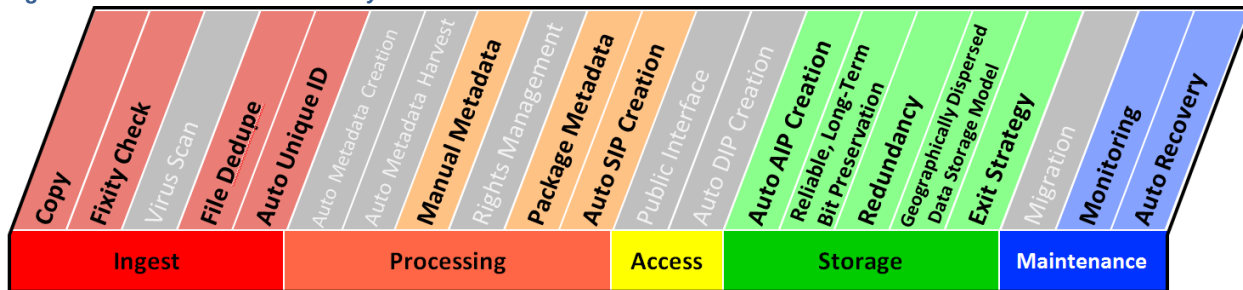 Copy
Fixity Check
Virus Scan
File Dedupe
Auto Unique ID
Auto Metadata Creation
Auto Metadata Harvest
Manual Metadata
Rights Management
Package Metadata
Auto SIP Creation
Public Interface
Auto DIP Creation
Auto AIP Creation
Reliable, Long-Term
Bit Preservation
Redundancy
Geographically Dispersed
Data Storage Model
Exit Strategy
Migration
Monitoring
Auto Recovery
Ingest
Processing
Access
Storage
Maintenance